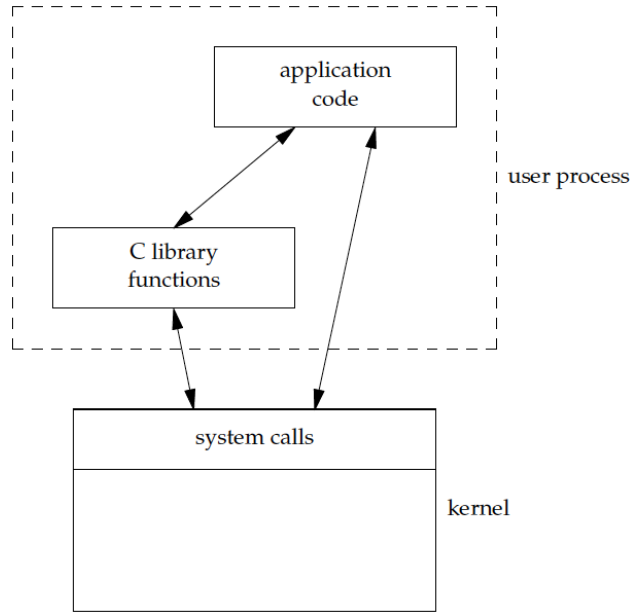 application
code
user process
C library
functions
system calls
kernel